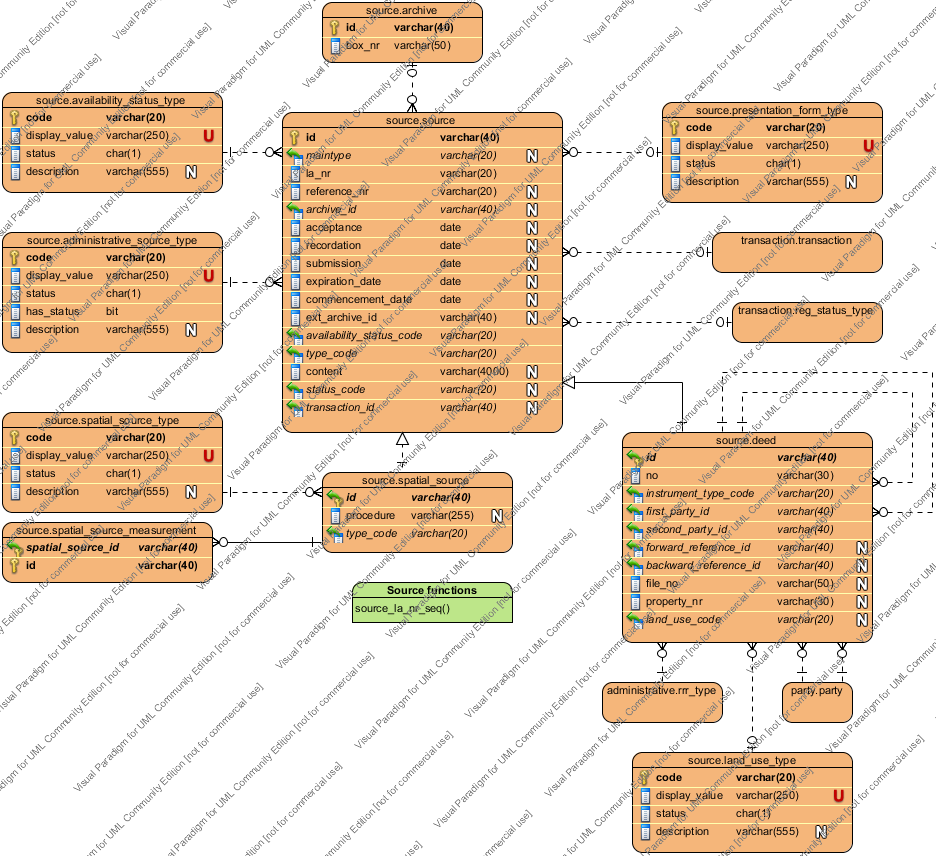 source.archive
id varchar(40)
box_nr varchar(50)
source.availability_status_type
code varchar(20)
display_value varchar(250) U
status char(1)
description varchar(555) N
source.source
id varchar(40)
maintype varchar(20) N
la_nr varchar(20)
reference_nr varchar(20) N
archive_id varchar(40) N
acceptance date N
recordation date N
submission date N
expiration_date date N
commencement_date date N
ext_archive_id varchar(40) N
availability_status_code varchar(20)
type_code varchar(20)
content varchar(4000) N
status_code varchar(20) N
transaction_id varchar(40) N
source.presentation_form_type
code varchar(20)
display_value varchar(250) U
status char(1)
description varchar(555) N
source.administrative_source_type
code varchar(20)
display_value varchar(250) U
status char(1)
has_status bit
description varchar(555) N
transaction.transaction
transaction.reg_status_type
source.spatial_source_type
code varchar(20)
display_value varchar(250) U
status char(1)
description varchar(555) N
source.spatial_source
id varchar(40)
procedure varchar(255) N
type_code varchar(20)
source.spatial_source_measurement
spatial_source_id varchar(40)
id varchar(40)
Source functions
source_la_nr_seq()
source.deed
id varchar(40)
no varchar(30)
instrument_type_code varchar(20)
first_party_id varchar(40)
second_party_id varchar(40)
forward_reference_id varchar(40) N
backward_reference_id varchar(40) N
file_no varchar(50) N
property_nr varchar(30) N
land_use_code varchar(20) N
administrative.rrr_type
party.party
source.land_use_type
code varchar(20)
display_value varchar(250) U
status char(1)
description varchar(555) N
Visual Paradigm for UML Community Edition [not for commercial use]